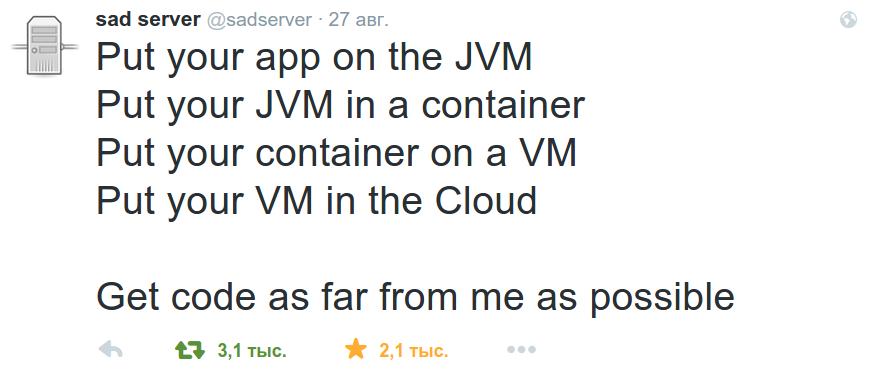 sad server @sadserver · 27 авг.
Put your app on the JVM
Put your JVM in a container
Put your container on a VM
Put your VM in the Cloud
Get code as far from me as possible
3,1 тыс. 2,1 тыс.